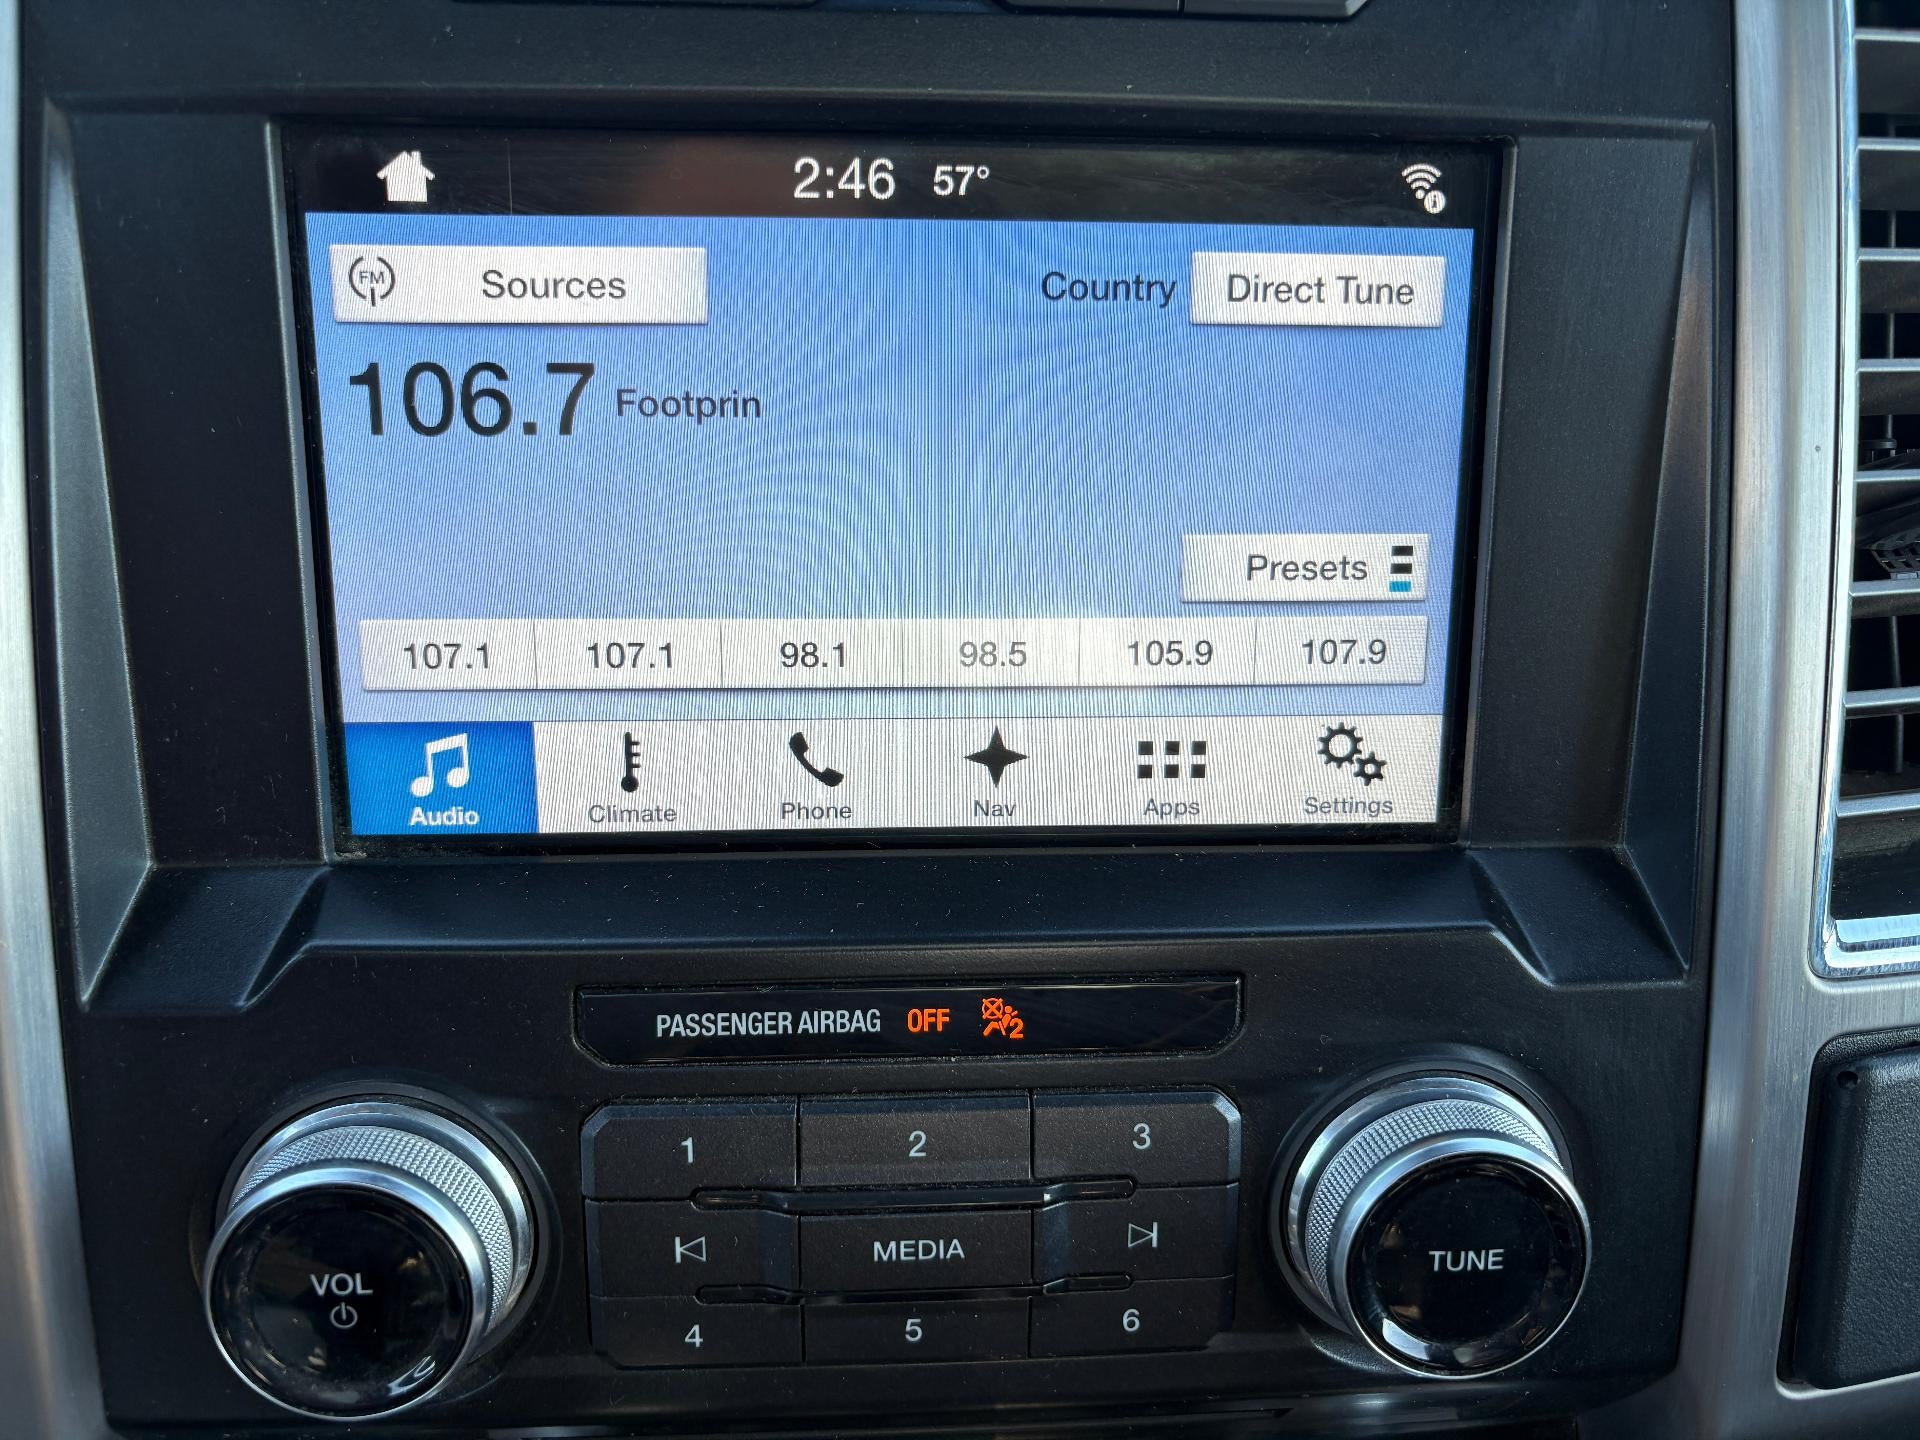 2:46 57°
FM Sources Country Direct Tune
106.7 Footprin
Presets
107.1 107.1 98.1 98.5 105.9 107.9
Audio Climate Phone Nav Apps Settings
PASSENGER AIRBAG OFF 2
1 2 3
VOL MEDIA TUNE
4 5 6